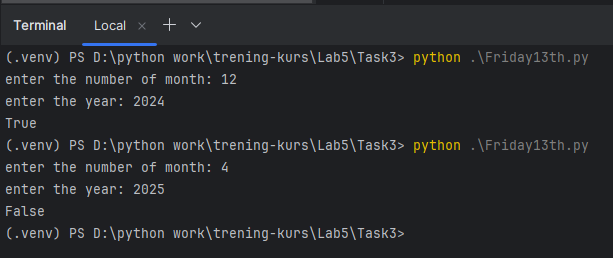 Terminal Local × + ∨
(.venv) PS D:\python work\trening-kurs\Lab5\Task3> python .\Friday13th.py
enter the number of month: 12
enter the year: 2024
True
(.venv) PS D:\python work\trening-kurs\Lab5\Task3> python .\Friday13th.py
enter the number of month: 4
enter the year: 2025
False
(.venv) PS D:\python work\trening-kurs\Lab5\Task3>